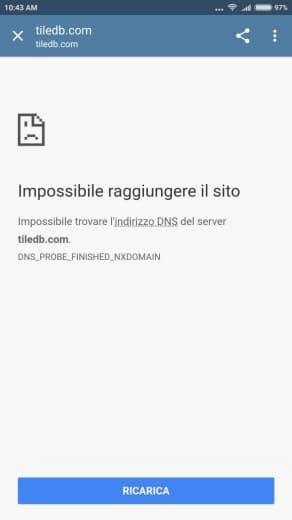 10:43 AM ... 97%
tiledb.com
tiledb.com
Impossibile raggiungere il sito
Impossibile trovare l'indirizzo DNS del server
tiledb.com.
DNS_PROBE_FINISHED_NXDOMAIN
RICARICA